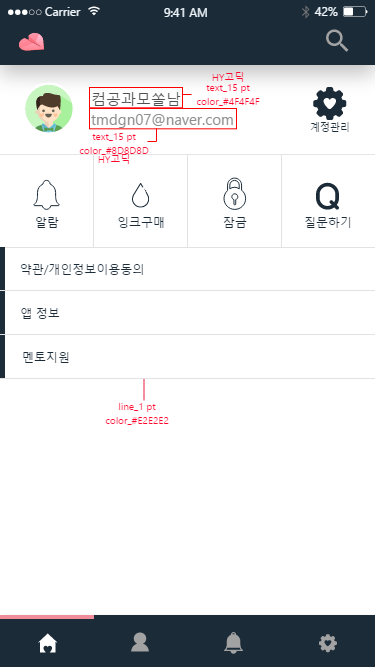 Carrier 9:41 AM 42%
HY고딕
text_15 pt
color_#4F4F4F
컴공과모쏠남
tmdgn07@naver.com
계정관리
text_15 pt
color_#8D8D8D
HY고딕
알람 잉크구매 잠금 Q 질문하기
약관/개인정보이용동의
앱 정보
멘토지원
line_1 pt
color_#E2E2E2